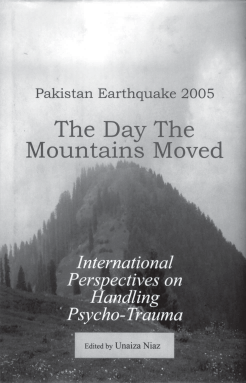 Pakistan Earthquake 2005
The Day The
Mountains Moved
International
Perspectives on
Handling
Psycho-Trauma
Edited by Unaiza Niaz